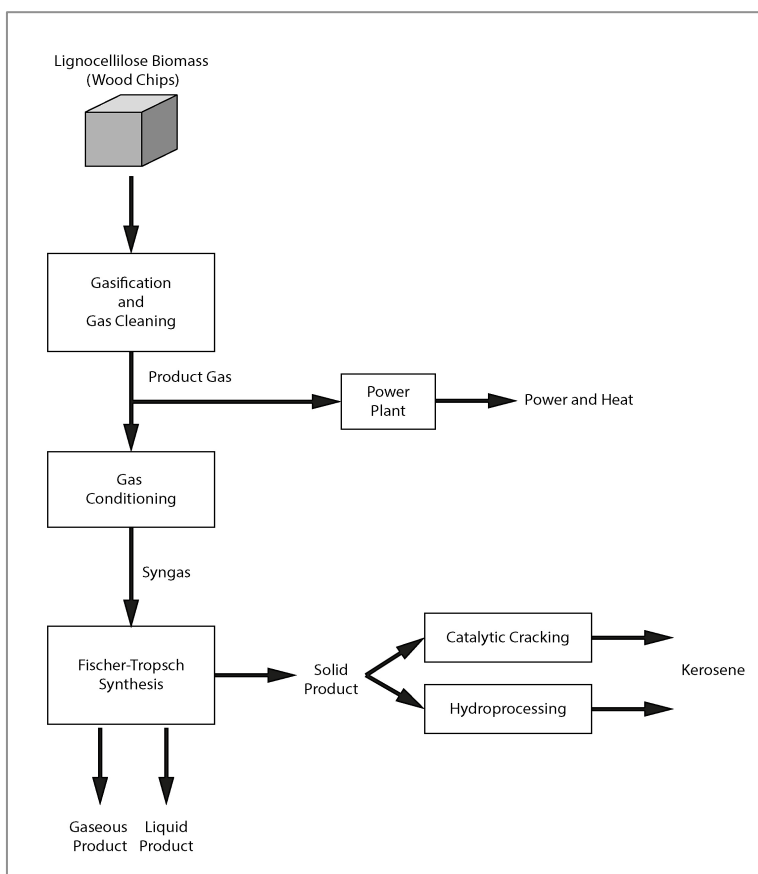 Lignocellilose Biomass
(Wood Chips)
Gasification
and
Gas Cleaning
Product Gas
Power
Plant
Power and Heat
Gas
Conditioning
Syngas
Fischer-Tropsch
Synthesis
Solid
Product
Catalytic Cracking
Hydroprocessing
Kerosene
Gaseous
Product
Liquid
Product